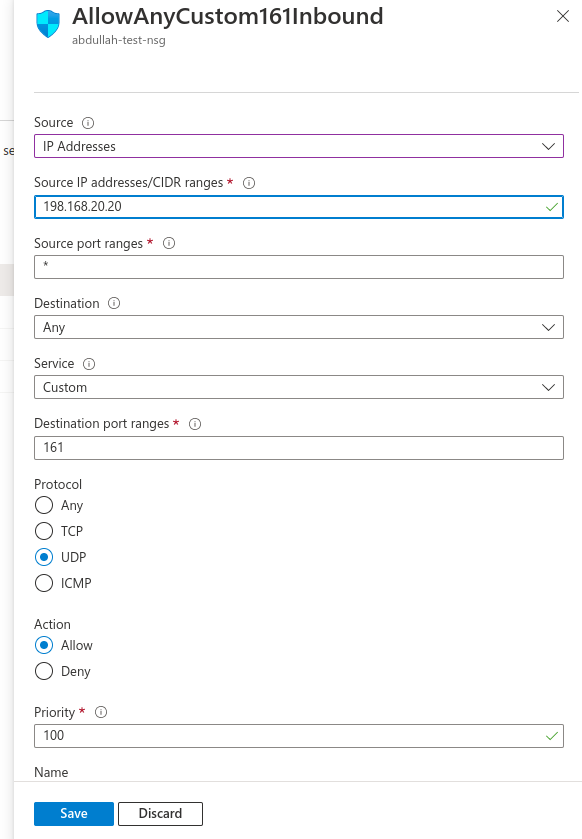 AllowAnyCustom161Inbound
abdullah-test-nsg
se
Source
IP Addresses
Source IP addresses/CIDR ranges *
198.168.20.20
Source port ranges *
*
Destination
Any
Service
Custom
Destination port ranges *
161
Protocol
Any
TCP
UDP
ICMP
Action
Allow
Deny
Priority *
100
Name
Save Discard